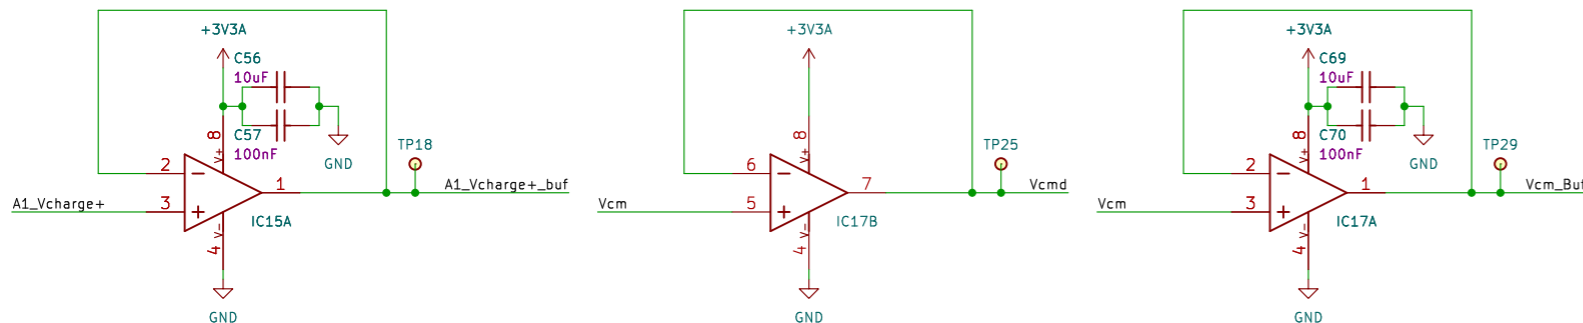 +3V3A
C56
10uF
C57
100nF
GND
8
V+
2
3
1
V-
4
A1_Vcharge+
IC15A
TP18
A1_Vcharge+_buf
GND
+3V3A
8
V+
6
5
7
V-
4
Vcm
IC17B
TP25
Vcmd
GND
+3V3A
C69
10uF
C70
100nF
GND
8
V+
2
3
1
V-
4
Vcm
IC17A
TP29
Vcm_Buf
GND